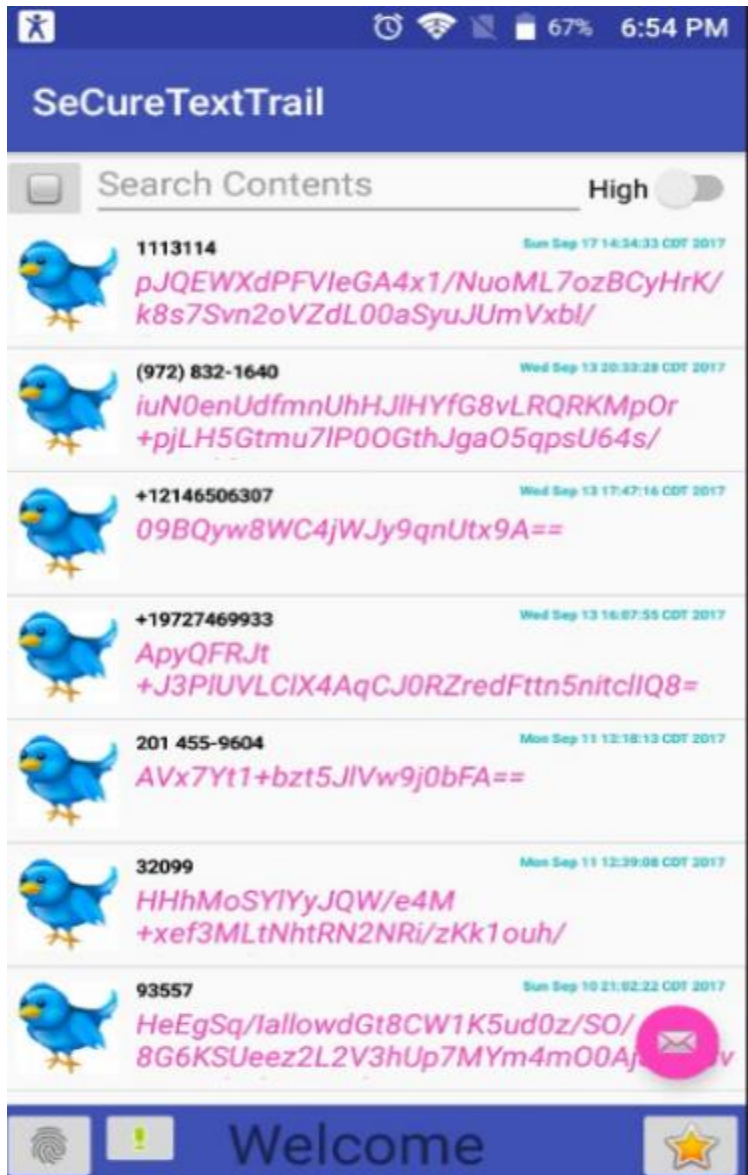 67% 6:54 PM
SeCureTextTrail
Search Contents High
1113114 Sun Sep 17 14:34:33 CDT 2017
pJQEWXdPFVIeGA4x1/NuoML7ozBCyHrK/
k8s7Svn2oVZdL00aSyuJUmVxbl/
(972) 832-1640 Wed Sep 13 20:33:28 CDT 2017
iuN0enUdfmnUhHJlHYfG8vLRQRKMpOr
+pjLH5Gtmu7lP0OGthJgaO5qpsU64s/
+12146506307 Wed Sep 13 17:47:16 CDT 2017
09BQyw8WC4jWJy9qnUtx9A==
+19727469933 Wed Sep 13 16:07:55 CDT 2017
ApyQFRJt
+J3PlUVLClX4AqCJ0RZredFttn5nitclIQ8=
201 455-9604 Mon Sep 11 13:18:13 CDT 2017
AVx7Yt1+bzt5JlVw9j0bFA==
32099 Mon Sep 11 12:39:08 CDT 2017
HHhMoSYlYyJQW/e4M
+xef3MLtNhtRN2NRi/zKk1ouh/
93557 Sun Sep 10 21:02:22 CDT 2017
HeEgSq/IallowdGt8CW1K5ud0z/SO/
Welcome